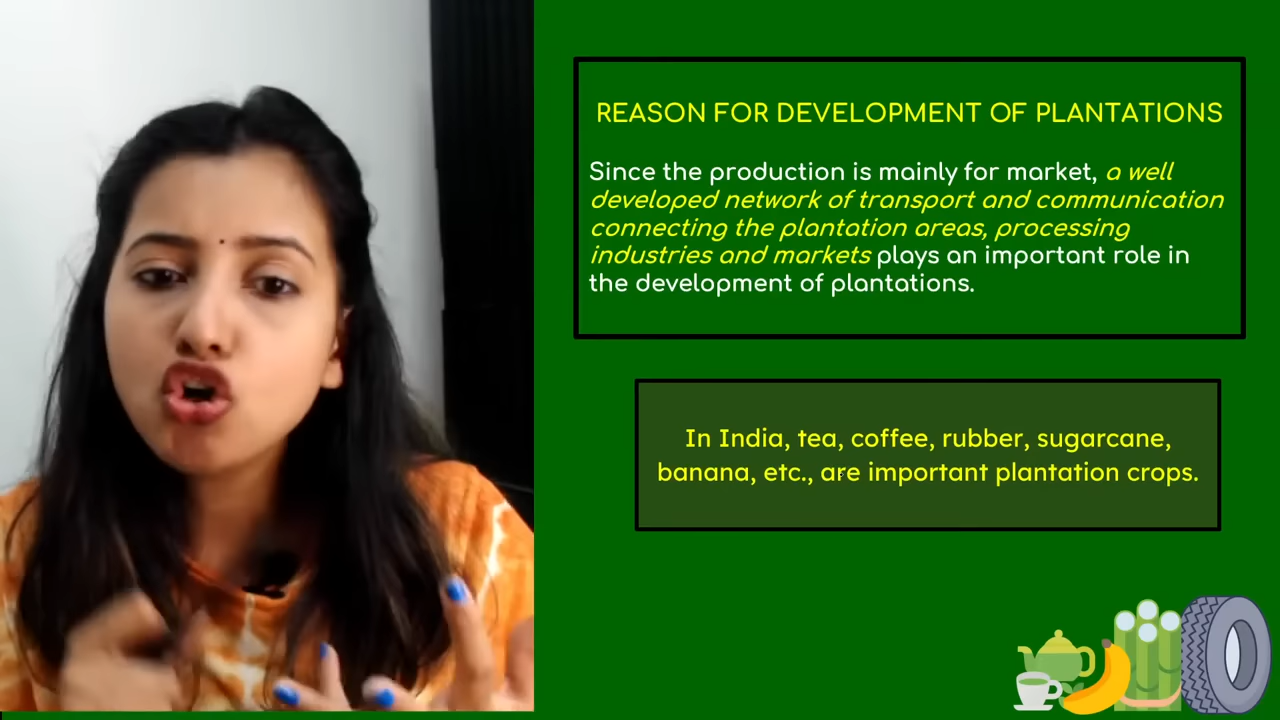 REASON FOR DEVELOPMENT OF PLANTATIONS
Since the production is mainly for market, a well
developed network of transport and communication
connecting the plantation areas, processing
industries and markets plays an important role in
the development of plantations.
In India, tea, coffee, rubber, sugarcane,
banana, etc., are important plantation crops.